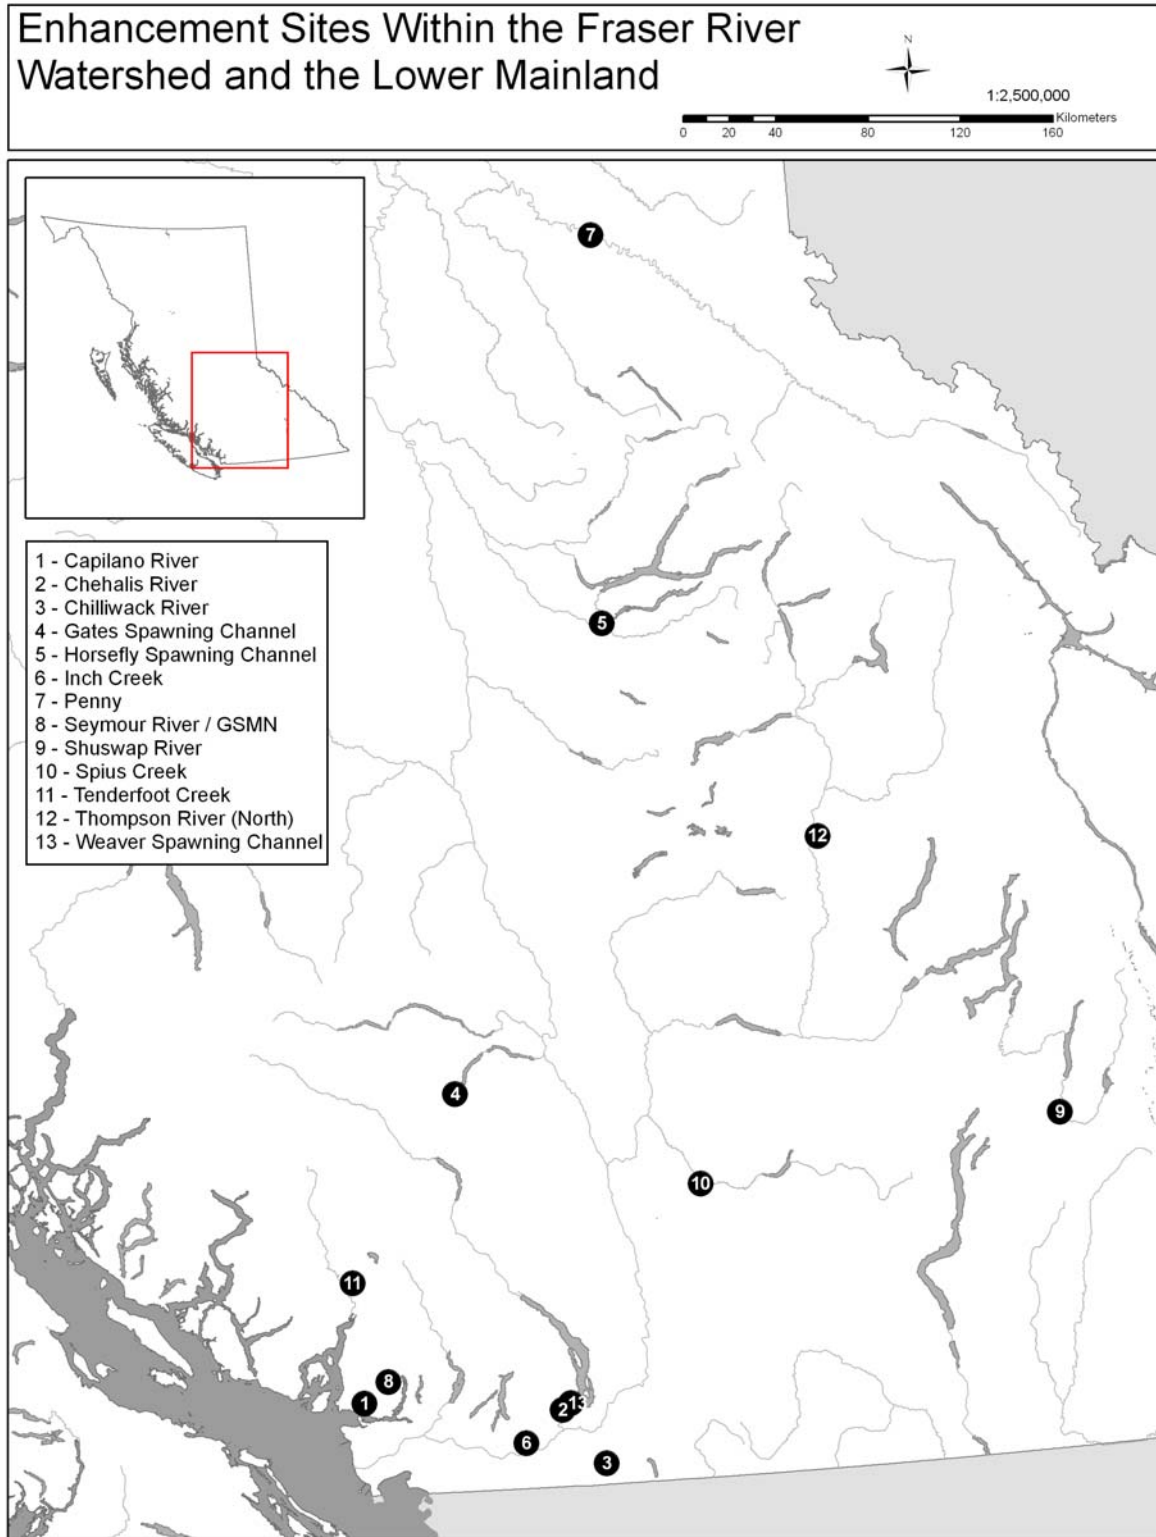 Enhancement Sites Within the Fraser River
Watershed and the Lower Mainland
N
1:2,500,000
Kilometers
0 20 40 80 120 160
7
1 - Capilano River
2 - Chehalis River
3 - Chilliwack River
4 - Gates Spawning Channel
5 - Horsefly Spawning Channel
6 - Inch Creek
7 - Penny
8 - Seymour River / GSMN
9 - Shuswap River
10 - Spius Creek
11 - Tenderfoot Creek
12 - Thompson River (North)
13 - Weaver Spawning Channel
5
12
4
9
10
11
8
1
2
13
6
3